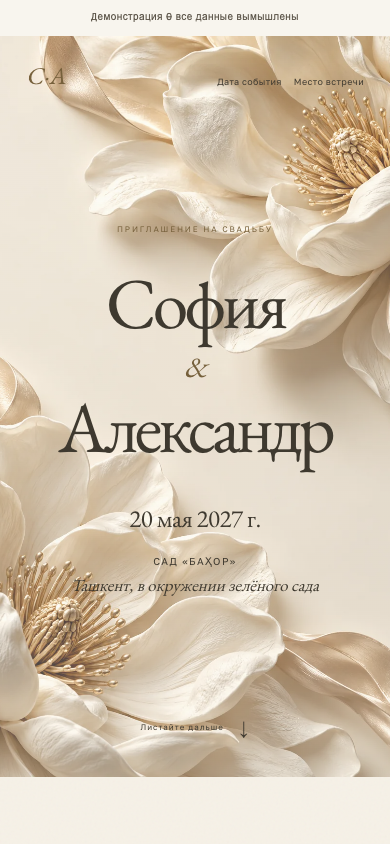 Демонстрация Ө все данные вымышлены
С·А
Дата события Место встречи
ПРИГЛАШЕНИЕ НА СВАДЬБУ
София
&
Александр
20 мая 2027 г.
САД «БАҲОР»
Ташкент, в окружении зелёного сада
Листайте дальше ↓